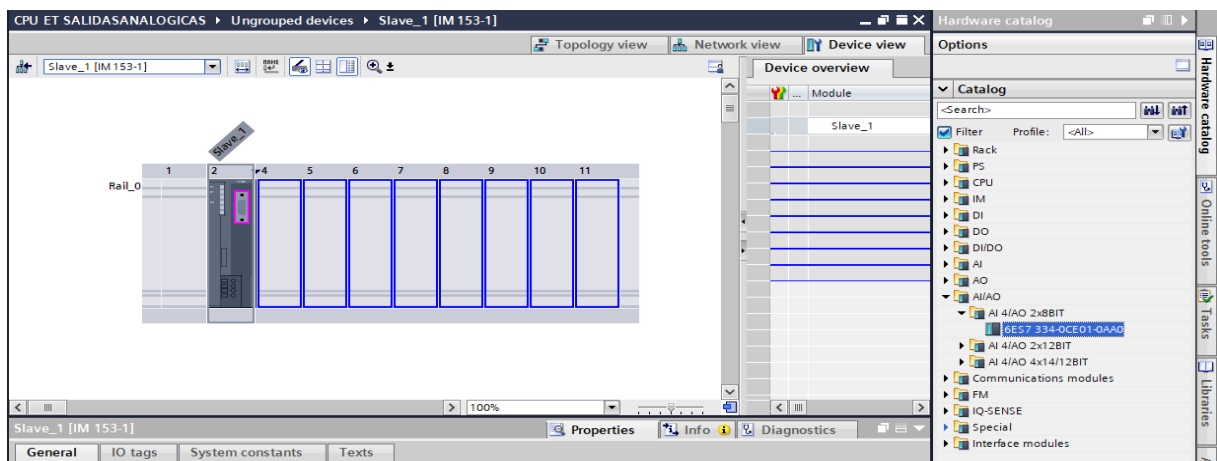 CPU ET SALIDASANALOGICAS ▸ Ungrouped devices ▸ Slave_1 [IM 153-1]
Topology view
Network view
Device view
Slave_1 [IM 153-1]
Slave_1
1 2 4 5 6 7 8 9 10 11
Rail_0
100%
Device overview
... Module
Slave_1
Slave_1 [IM 153-1]
Properties
Info
Diagnostics
General
IO tags
System constants
Texts
Hardware catalog
Options
Catalog
<Search>
Filter
Profile:
<All>
Rack
PS
CPU
IM
DI
DO
DI/DO
AI
AO
AI/AO
AI 4/AO 2x8BIT
6ES7 334-0CE01-0AA0
AI 4/AO 2x12BIT
AI 4/AO 4x14/12BIT
Communications modules
FM
IQ-SENSE
Special
Interface modules
Hardware catalog
Online tools
Tasks
Libraries